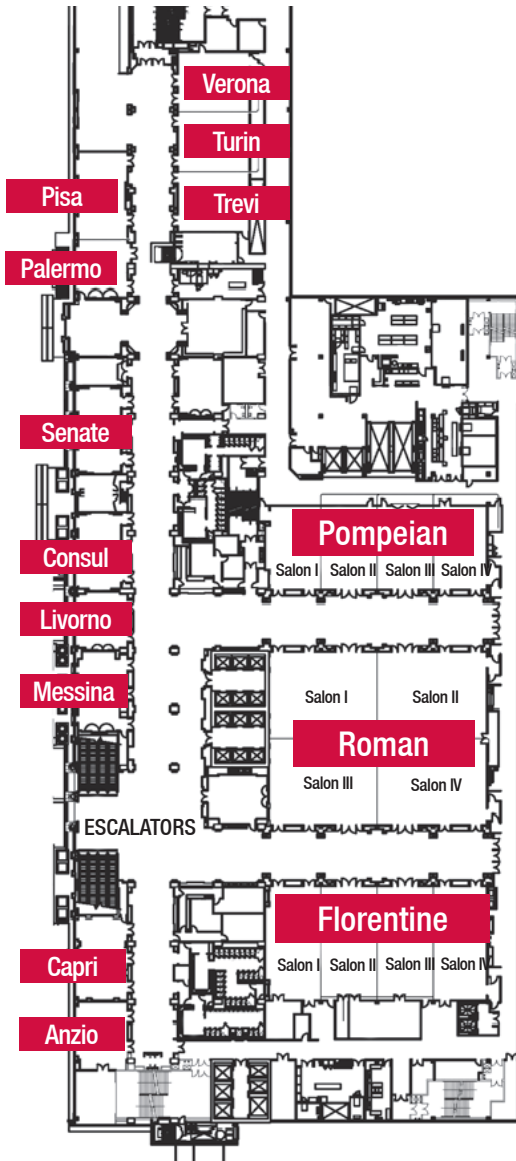 Verona
Turin
Pisa
Trevi
Palermo
Senate
Pompeian
Consul
Salon I Salon II Salon III Salon IV
Livorno
Messina
Salon I Salon II
Roman
Salon III Salon IV
ESCALATORS
Florentine
Capri
Salon I Salon II Salon III Salon IV
Anzio